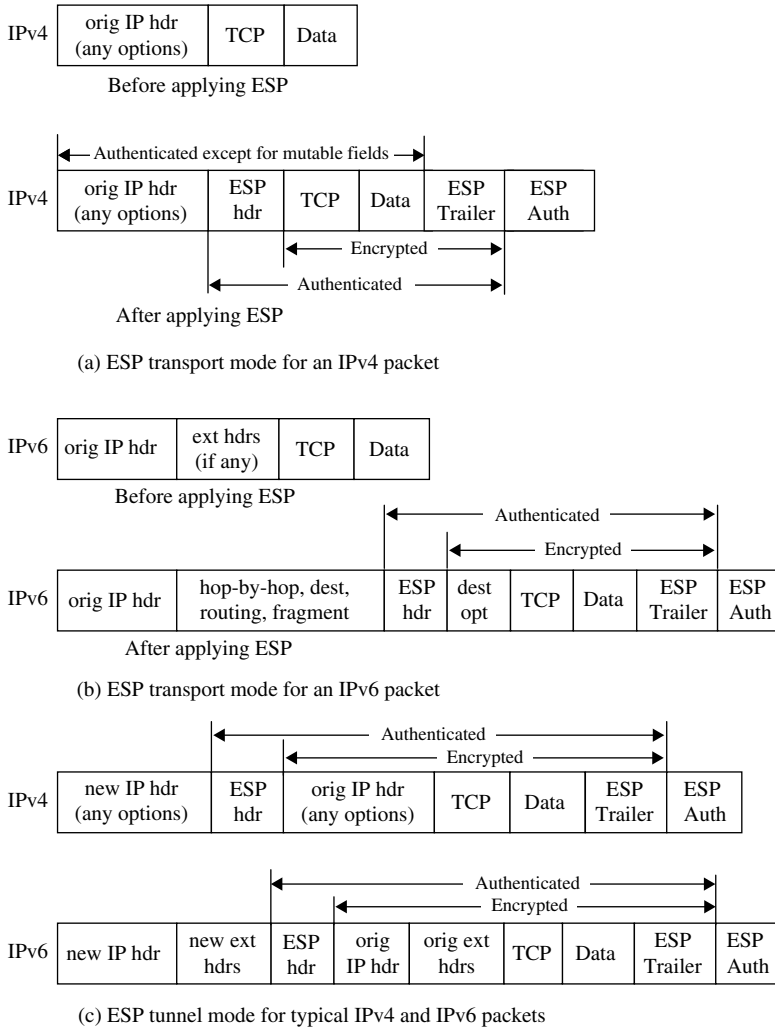 IPv4
orig IP hdr
(any options)
TCP
Data
Before applying ESP
Authenticated except for mutable fields
IPv4
orig IP hdr
(any options)
ESP
hdr
TCP
Data
ESP
Trailer
ESP
Auth
Encrypted
Authenticated
After applying ESP
(a) ESP transport mode for an IPv4 packet
IPv6
orig IP hdr
ext hdrs
(if any)
TCP
Data
Before applying ESP
Authenticated
Encrypted
IPv6
orig IP hdr
hop-by-hop, dest,
routing, fragment
ESP
hdr
dest
opt
TCP
Data
ESP
Trailer
ESP
Auth
After applying ESP
(b) ESP transport mode for an IPv6 packet
Authenticated
Encrypted
IPv4
new IP hdr
(any options)
ESP
hdr
orig IP hdr
(any options)
TCP
Data
ESP
Trailer
ESP
Auth
Authenticated
Encrypted
IPv6
new IP hdr
new ext
hdrs
ESP
hdr
orig
IP hdr
orig ext
hdrs
TCP
Data
ESP
Trailer
ESP
Auth
(c) ESP tunnel mode for typical IPv4 and IPv6 packets